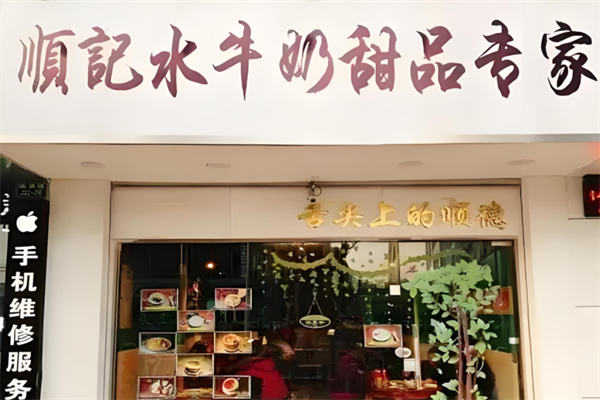 順記水牛奶甜品专家
舌尖上的顺德
手机维修服务